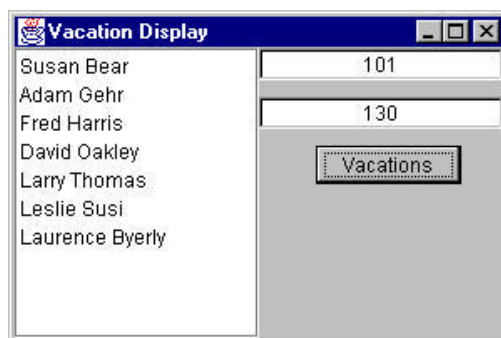 Vacation Display
Susan Bear
Adam Gehr
Fred Harris
David Oakley
Larry Thomas
Leslie Susi
Laurence Byerly
101
130
Vacations